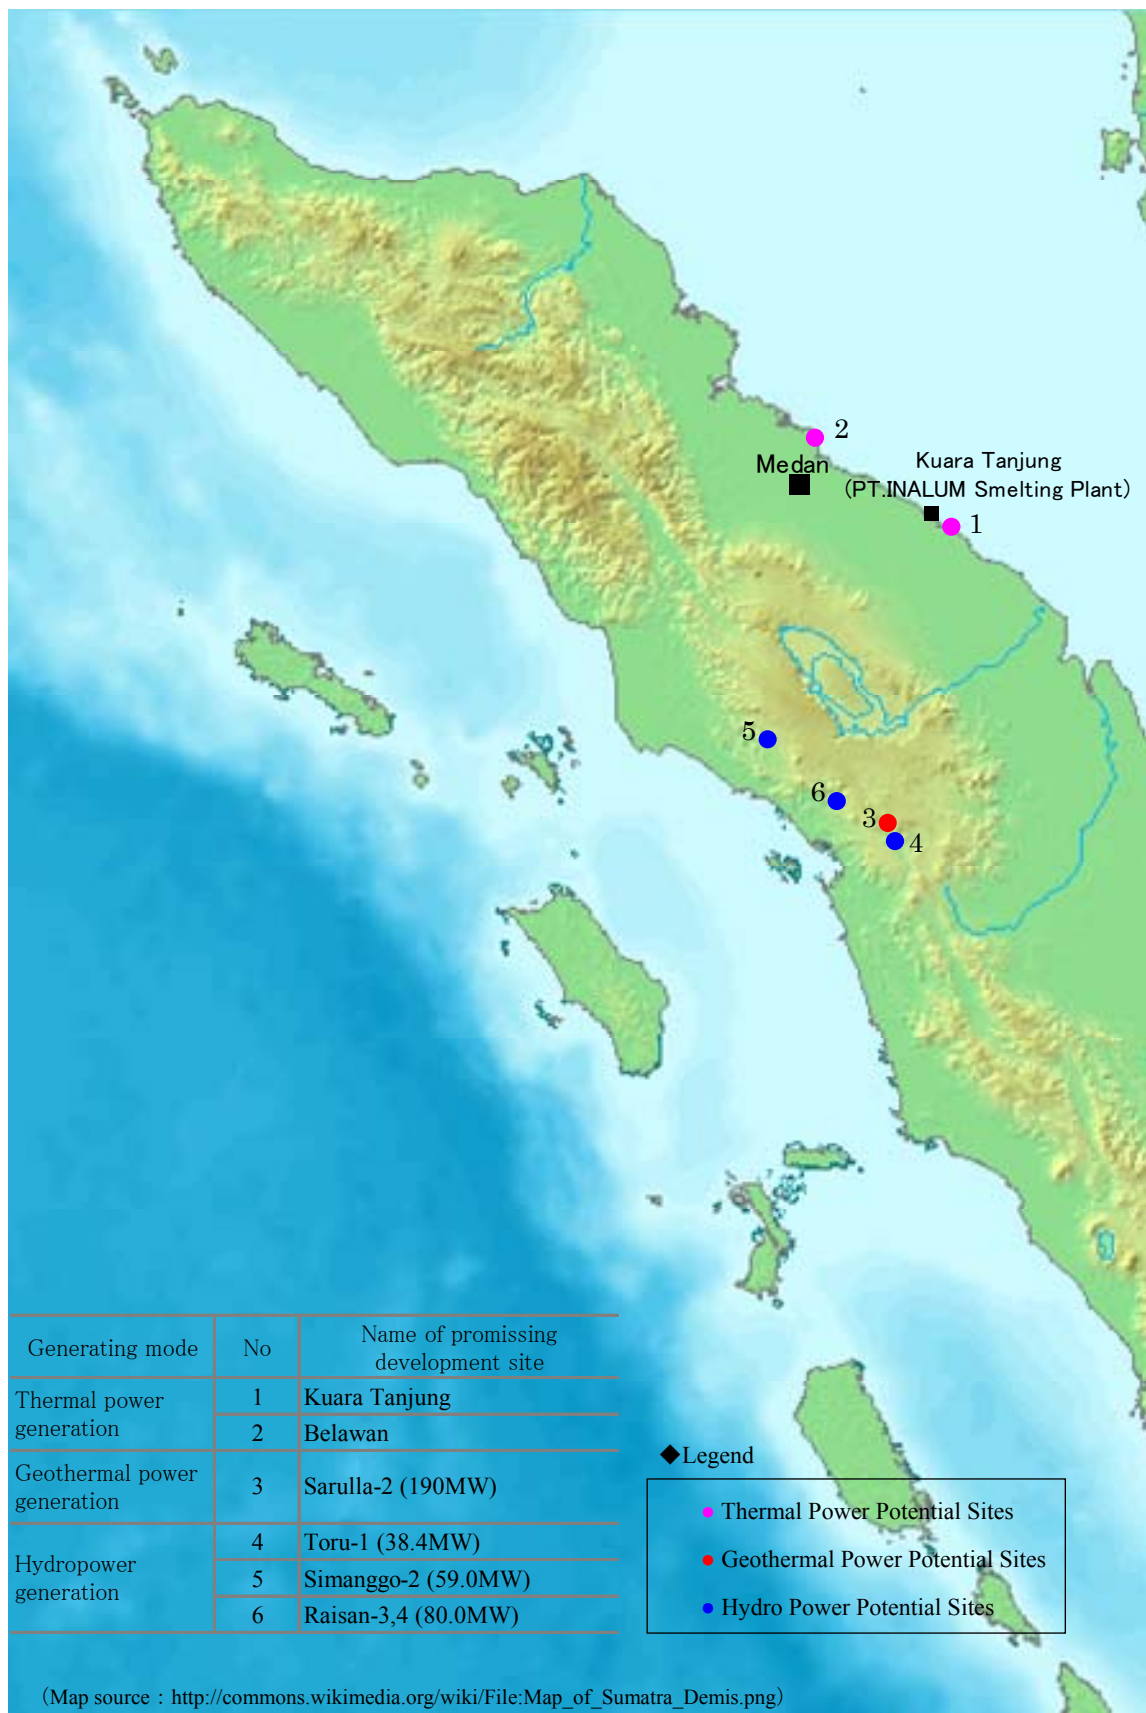 2
Medan
Kuara Tanjung
(PT.INALUM Smelting Plant)
1
5
6
3
4
Generating mode No Name of promissing development site
Thermal power generation 1 Kuara Tanjung
2 Belawan
Geothermal power generation 3 Sarulla-2 (190MW)
Hydropower generation 4 Toru-1 (38.4MW)
5 Simanggo-2 (59.0MW)
6 Raisan-3,4 (80.0MW)
◆Legend
Thermal Power Potential Sites
Geothermal Power Potential Sites
Hydro Power Potential Sites
(Map source : http://commons.wikimedia.org/wiki/File:Map_of_Sumatra_Demis.png)